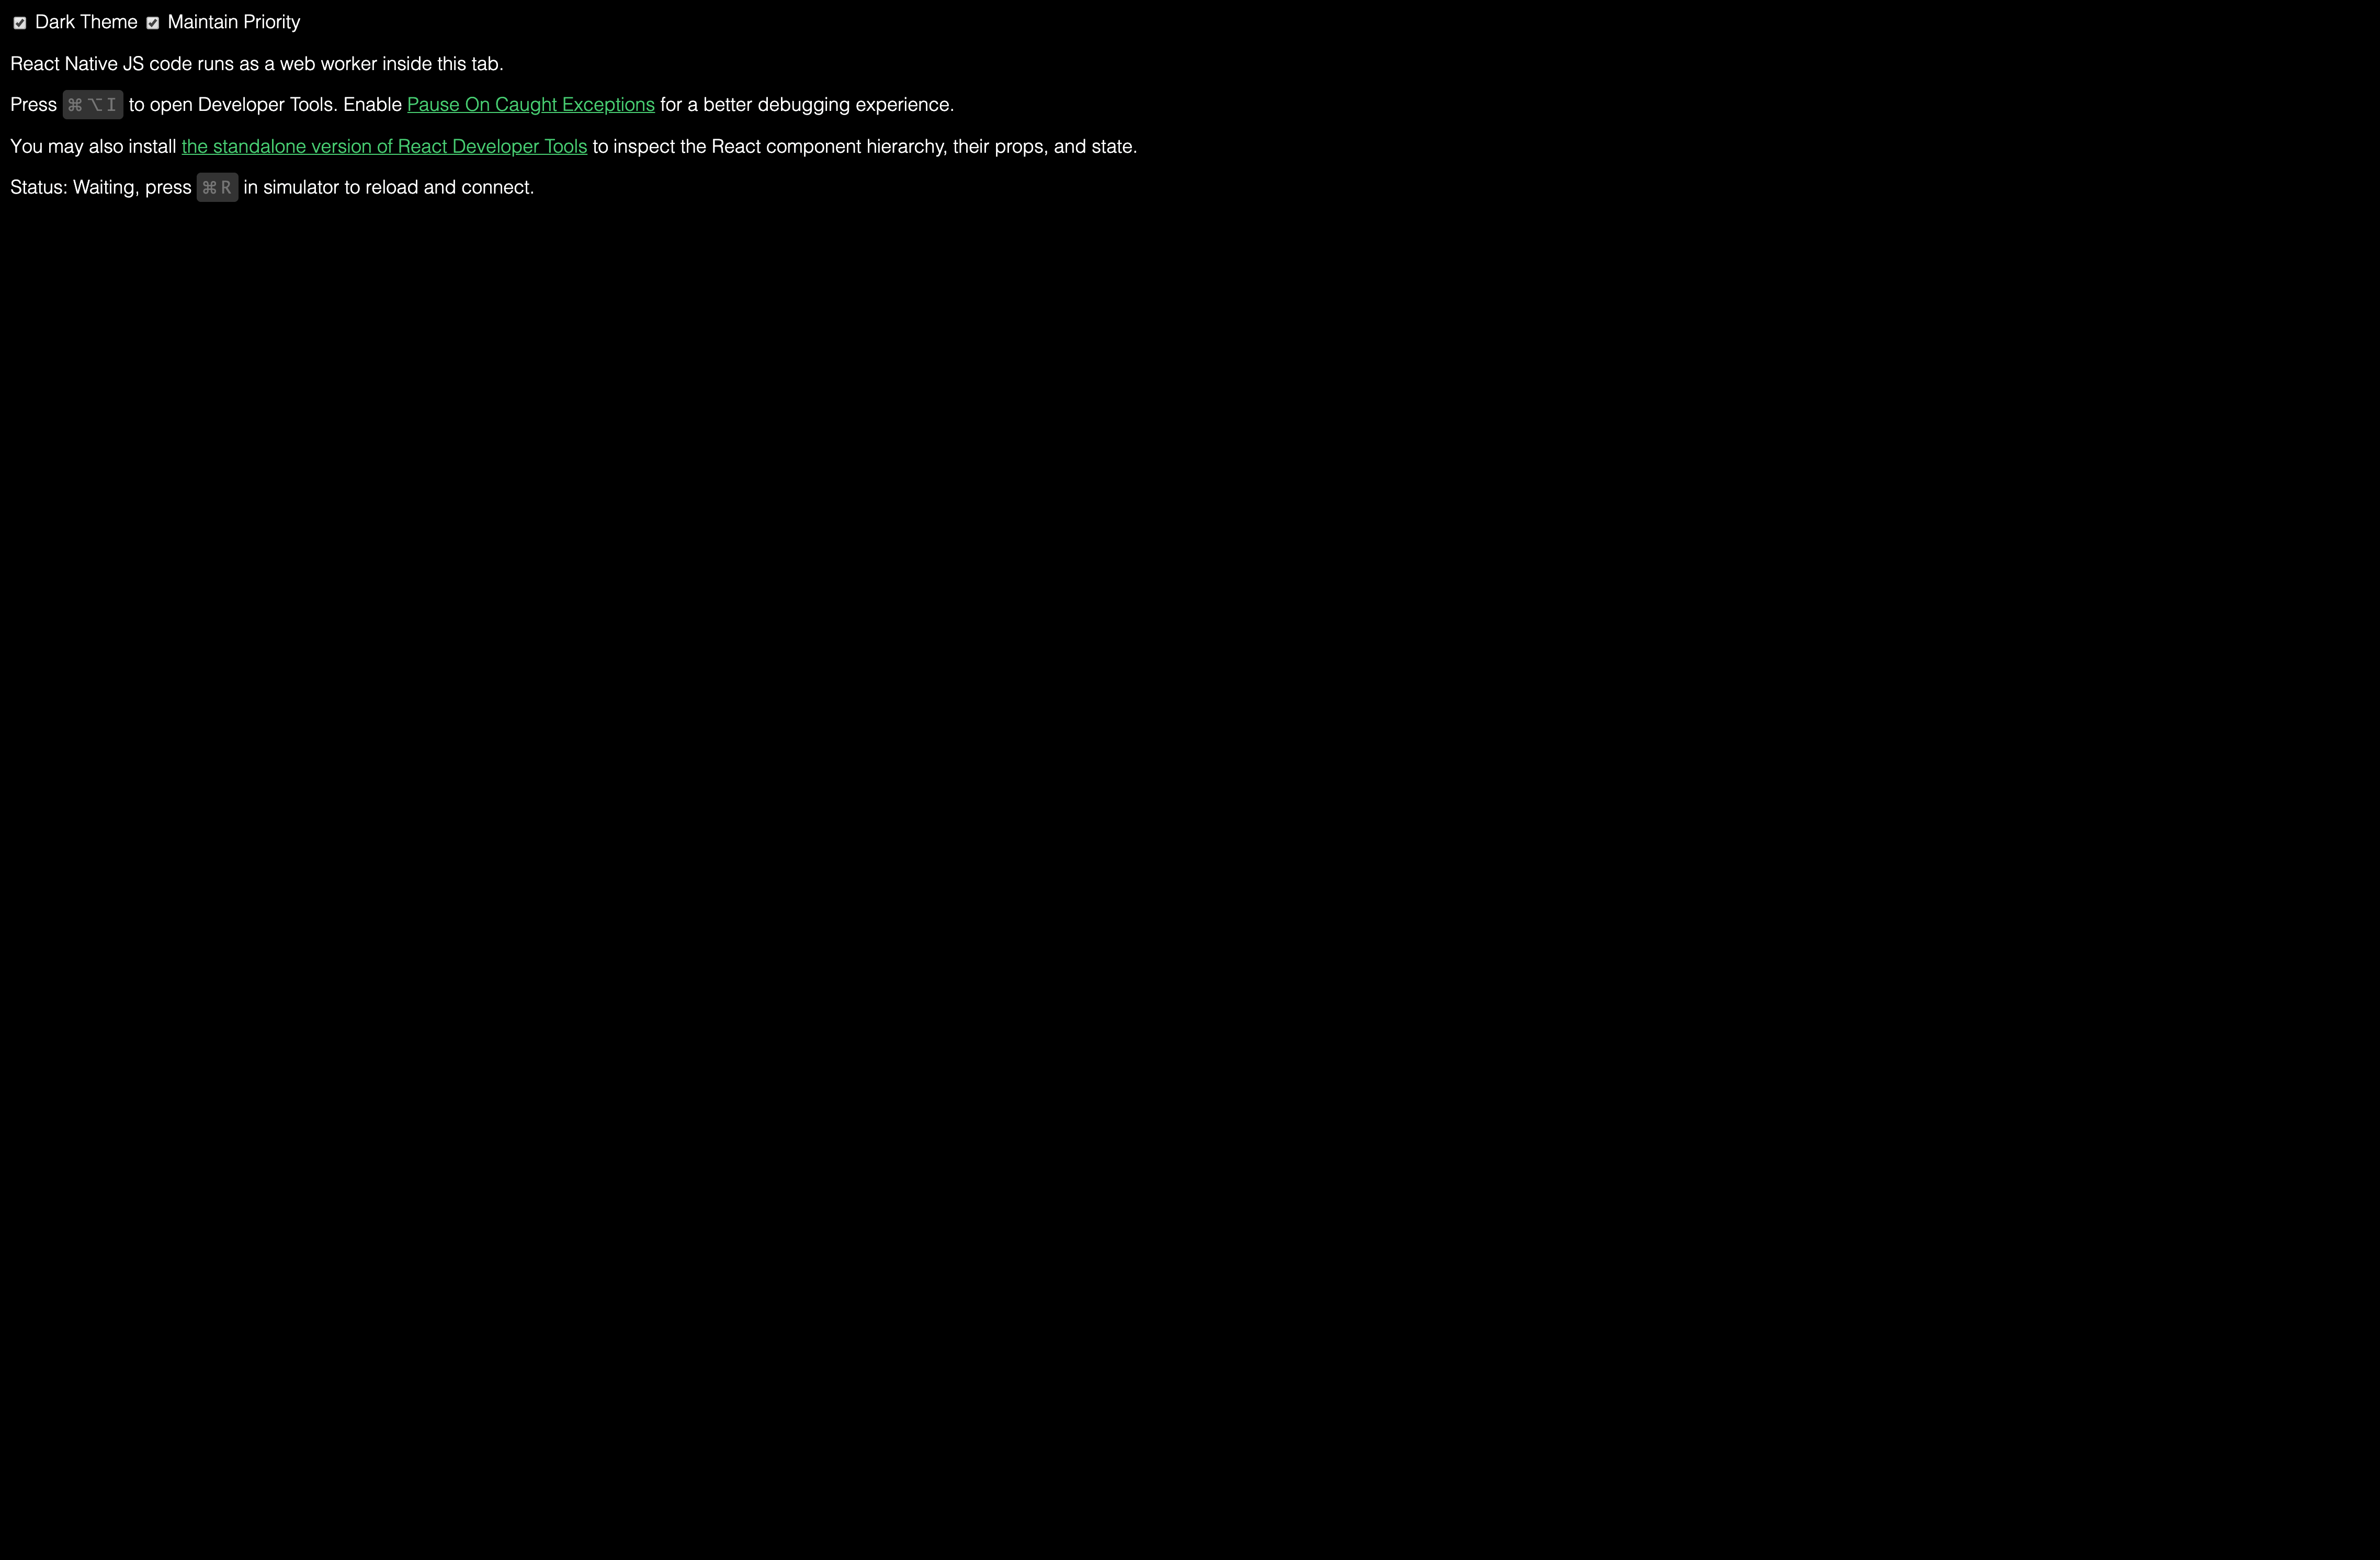 Dark Theme Maintain Priority
React Native JS code runs as a web worker inside this tab.
Press ⌘⌥I to open Developer Tools. Enable Pause On Caught Exceptions for a better debugging experience.
You may also install the standalone version of React Developer Tools to inspect the React component hierarchy, their props, and state.
Status: Waiting, press ⌘R in simulator to reload and connect.